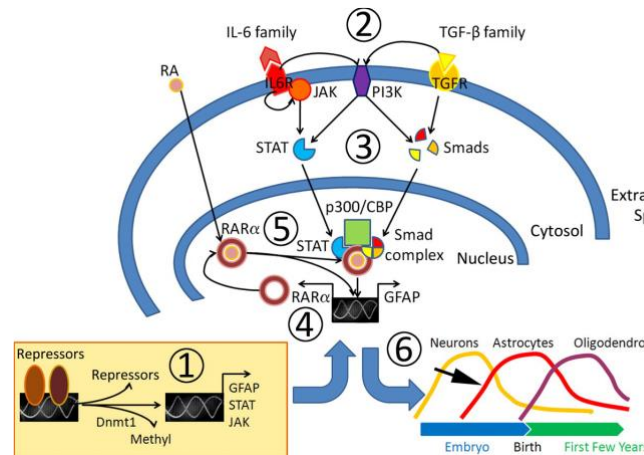 IL-6 family
②
TGF-β family
RA
IL6R
JAK
PI3K
TGFR
STAT
③
Smads
p300/CBP
Cytosol
RARα
⑤
STAT
Smad
complex
Nucleus
RARα
GFAP
④
①
Repressors
Repressors
Dnmt1
Methyl
GFAP
STAT
JAK
⑥
Neurons Astrocytes
Embryo Birth First Few Years